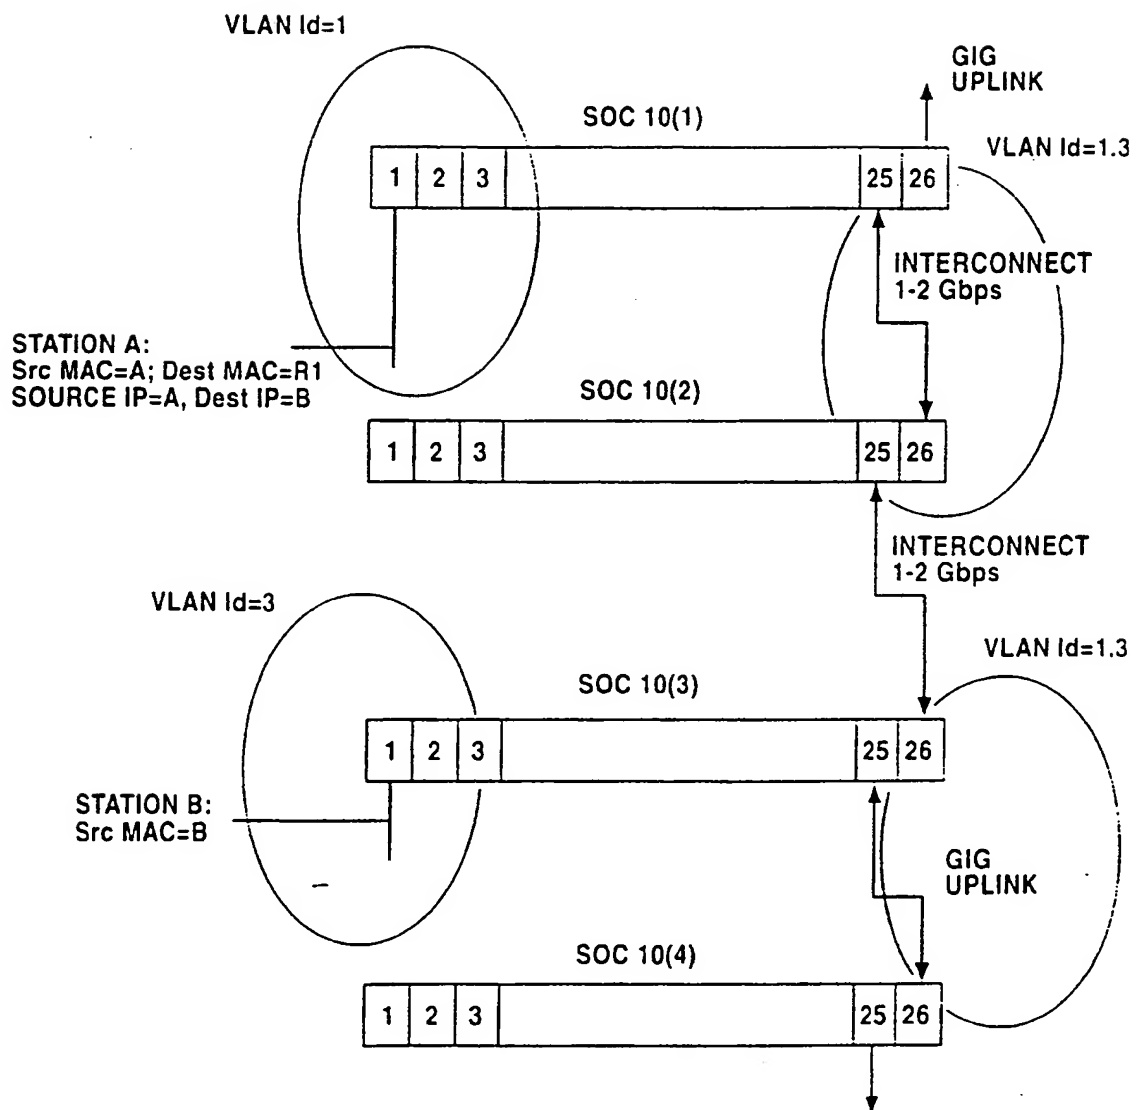 VLAN Id=1
GIG
UPLINK
SOC 10(1)
VLAN Id=1.3
1 2 3 25 26
INTERCONNECT
1-2 Gbps
STATION A:
Src MAC=A; Dest MAC=R1
SOURCE IP=A, Dest IP=B
SOC 10(2)
1 2 3 25 26
INTERCONNECT
1-2 Gbps
VLAN Id=3
VLAN Id=1.3
SOC 10(3)
1 2 3 25 26
STATION B:
Src MAC=B
GIG
UPLINK
SOC 10(4)
1 2 3 25 26